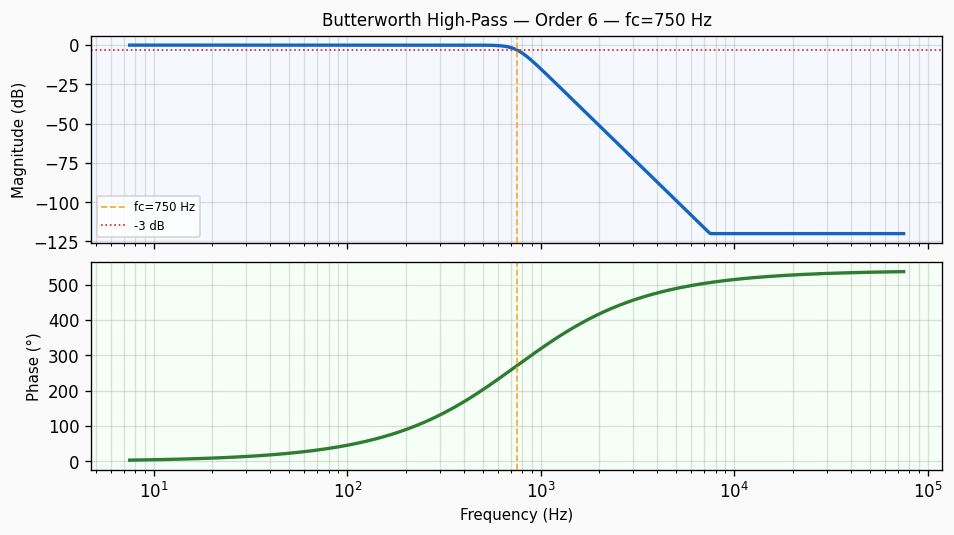 Butterworth High-Pass — Order 6 — fc=750 Hz
Magnitude (dB)
0
−25
−50
−75
−100
−125
fc=750 Hz
-3 dB
Phase (°)
500
400
300
200
100
0
10¹ 10² 10³ 10⁴ 10⁵
Frequency (Hz)